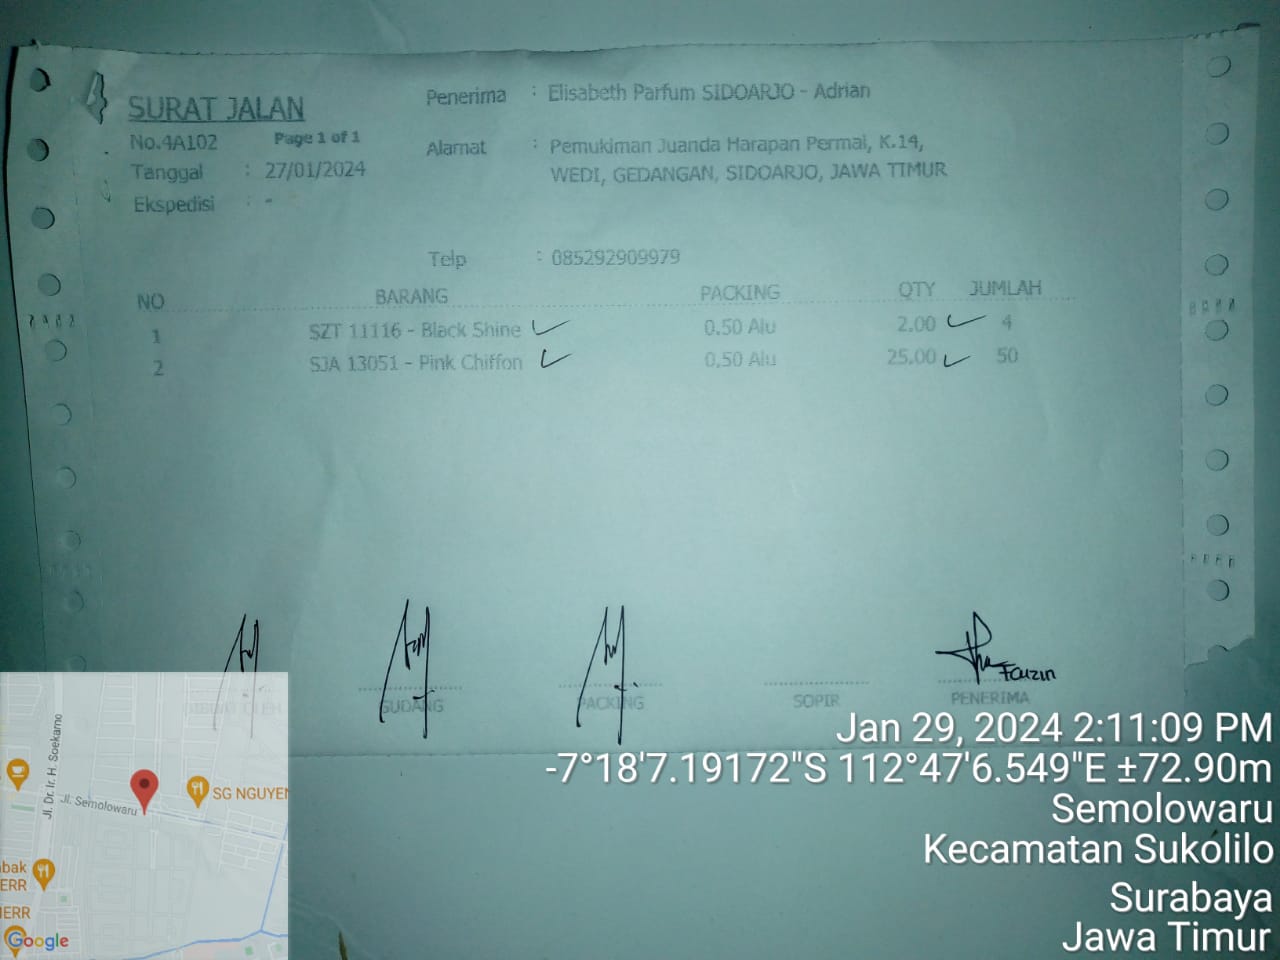 SURAT JALAN
No.4A102 Page 1 of 1
Tanggal : 27/01/2024
Ekspedisi : -
Penerima : Elisabeth Parfum SIDOARJO - Adrian
Alamat : Pemukiman Juanda Harapan Permai, K.14,
WEDI, GEDANGAN, SIDOARJO, JAWA TIMUR
Telp : 085292909979
NO BARANG PACKING QTY JUMLAH
1 SZT 11116 - Black Shine 0.50 Alu 2.00 4
2 SJA 13051 - Pink Chiffon 0,50 Alu 25.00 50
Fauzin
GUDANG PACKING SOPIR PENERIMA
Jan 29, 2024 2:11:09 PM
-7°18'7.19172"S 112°47'6.549"E ±72.90m
Semolowaru
Kecamatan Sukolilo
Surabaya
Jawa Timur
Jl. Dr. Ir. H. Soekarno
Jl. Semolowaru
SG NGUYEN
bak
ERR
MERR
Google